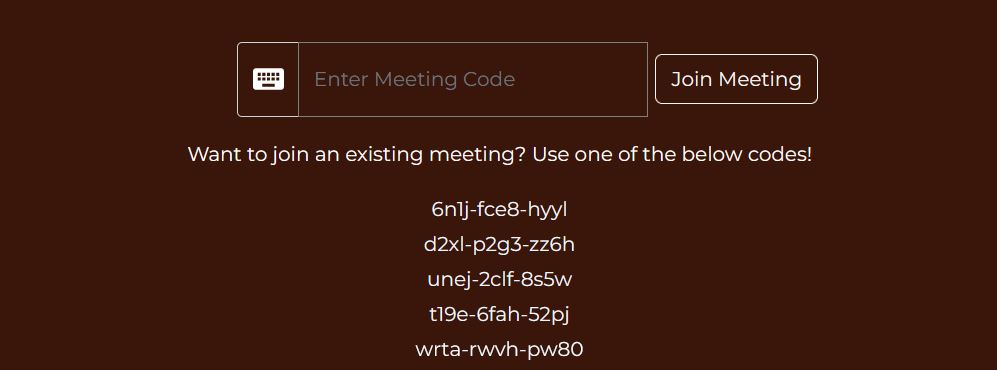 Enter Meeting Code
Join Meeting
Want to join an existing meeting? Use one of the below codes!
6n1j-fce8-hyyl
d2xl-p2g3-zz6h
unej-2clf-8s5w
t19e-6fah-52pj
wrta-rwvh-pw80